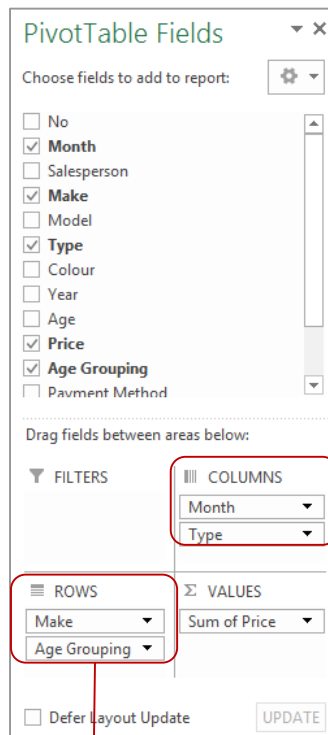 PivotTable Fields
Choose fields to add to report:
No
Month
Salesperson
Make
Model
Type
Colour
Year
Age
Price
Age Grouping
Payment Method
Drag fields between areas below:
FILTERS
COLUMNS
Month
Type
ROWS
Make
Age Grouping
Σ VALUES
Sum of Price
Defer Layout Update
UPDATE